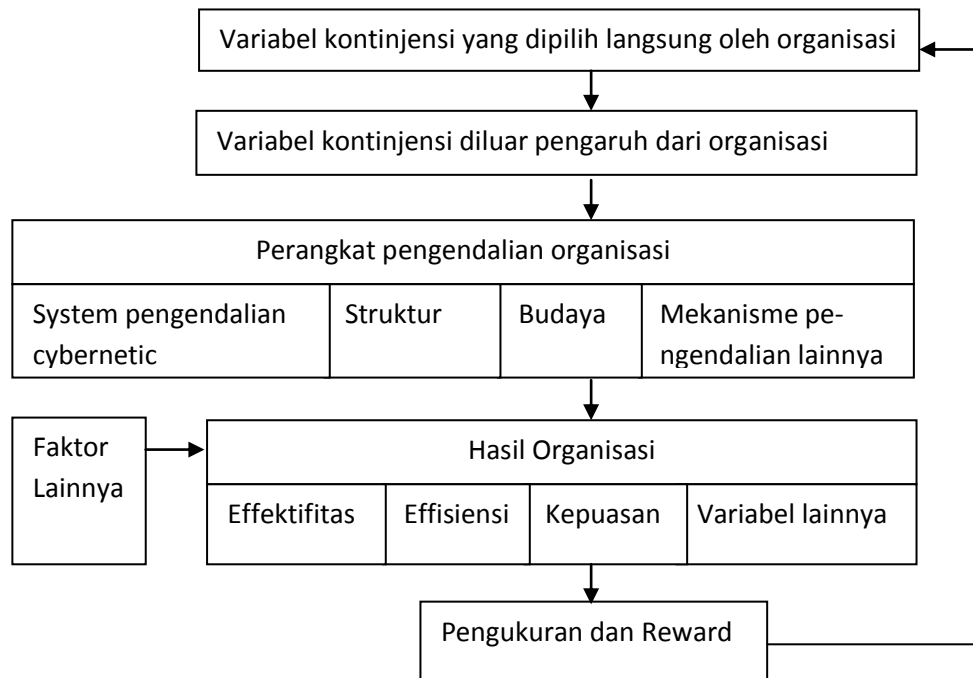 Variabel kontinjensi yang dipilih langsung oleh organisasi
Variabel kontinjensi diluar pengaruh dari organisasi
Perangkat pengendalian organisasi
System pengendalian
cybernetic
Struktur
Budaya
Mekanisme pe-
ngendalian lainnya
Faktor
Lainnya
Hasil Organisasi
Effektifitas
Effisiensi
Kepuasan
Variabel lainnya
Pengukuran dan Reward